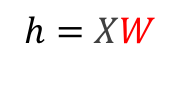 h = XW